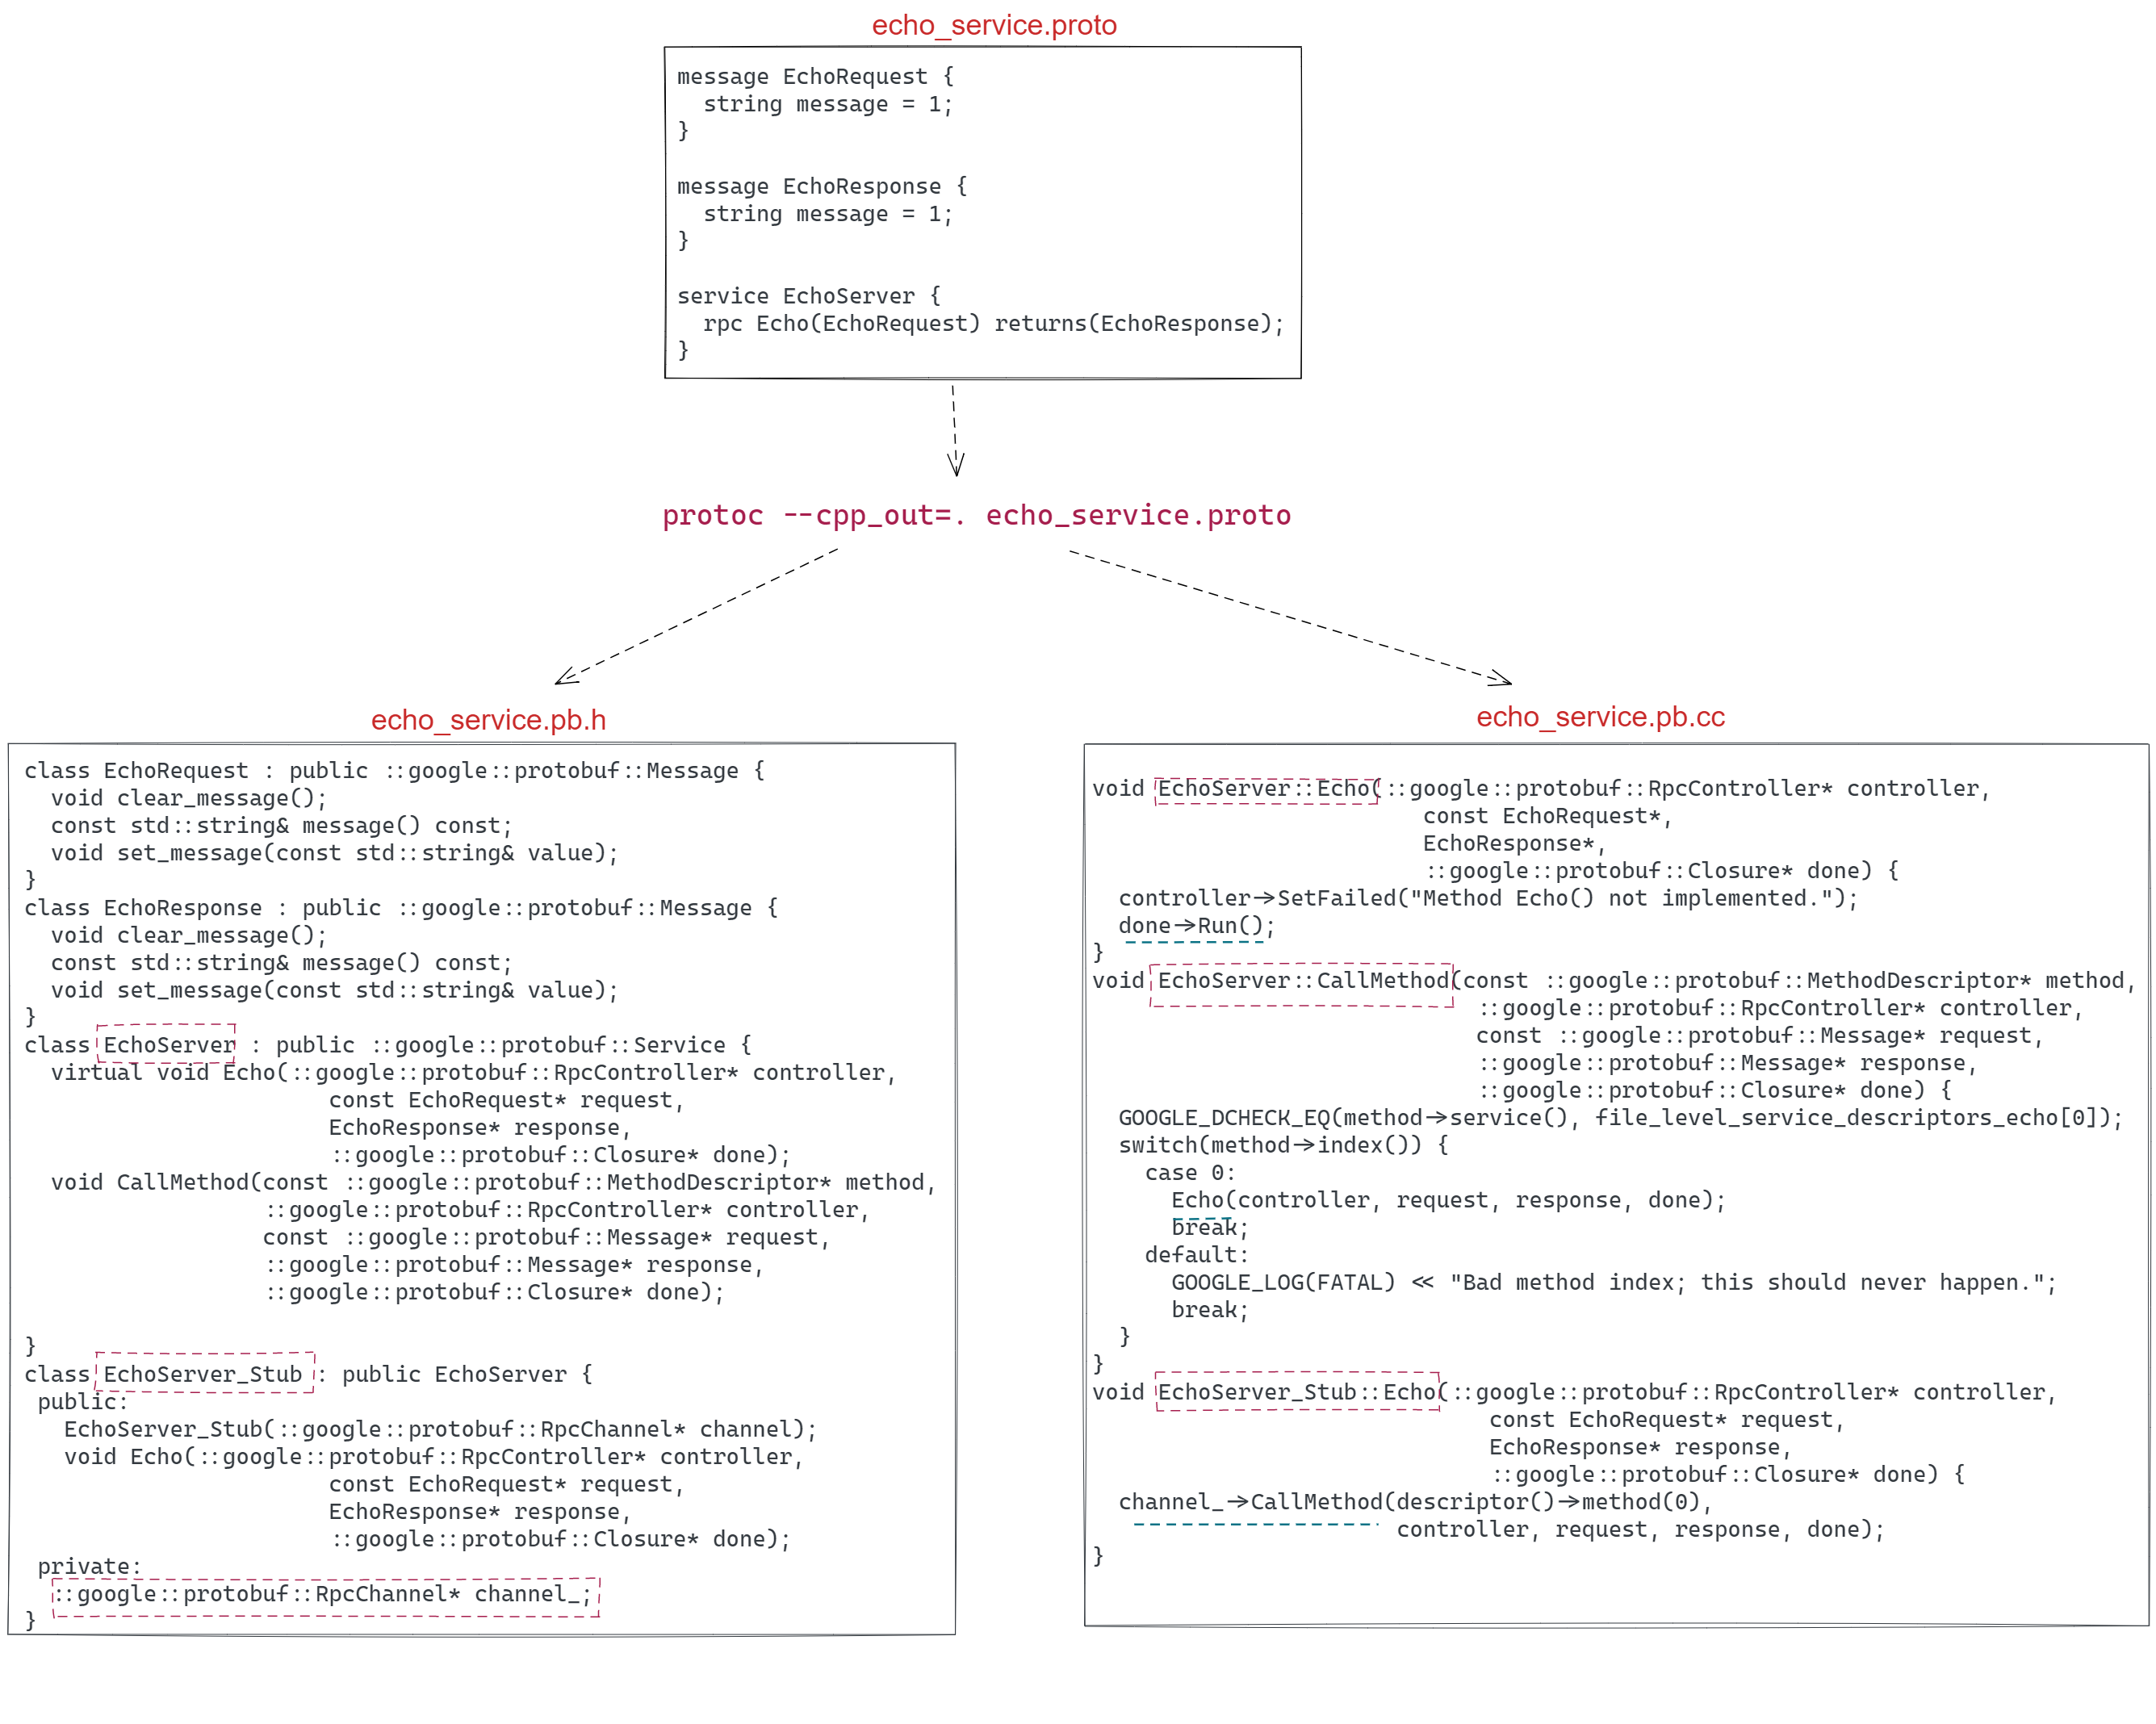 echo_service.proto
message EchoRequest {
  string message = 1;
}
message EchoResponse {
  string message = 1;
}
service EchoServer {
  rpc Echo(EchoRequest) returns(EchoResponse);
}
protoc --cpp_out=. echo_service.proto
echo_service.pb.h
class EchoRequest : public ::google::protobuf::Message {
  void clear_message();
  const std::string& message() const;
  void set_message(const std::string& value);
}
class EchoResponse : public ::google::protobuf::Message {
  void clear_message();
  const std::string& message() const;
  void set_message(const std::string& value);
}
class EchoServer : public ::google::protobuf::Service {
  virtual void Echo(::google::protobuf::RpcController* controller,
                       const EchoRequest* request,
                       EchoResponse* response,
                       ::google::protobuf::Closure* done);
  void CallMethod(const ::google::protobuf::MethodDescriptor* method,
                  ::google::protobuf::RpcController* controller,
                  const ::google::protobuf::Message* request,
                  ::google::protobuf::Message* response,
                  ::google::protobuf::Closure* done);
}
class EchoServer_Stub : public EchoServer {
 public:
   EchoServer_Stub(::google::protobuf::RpcChannel* channel);
   void Echo(::google::protobuf::RpcController* controller,
                       const EchoRequest* request,
                       EchoResponse* response,
                       ::google::protobuf::Closure* done);
 private:
  ::google::protobuf::RpcChannel* channel_;
}
echo_service.pb.cc
void EchoServer::Echo(::google::protobuf::RpcController* controller,
                         const EchoRequest*,
                         EchoResponse*,
                         ::google::protobuf::Closure* done) {
  controller->SetFailed("Method Echo() not implemented.");
  done->Run();
}
void EchoServer::CallMethod(const ::google::protobuf::MethodDescriptor* method,
                             ::google::protobuf::RpcController* controller,
                             const ::google::protobuf::Message* request,
                             ::google::protobuf::Message* response,
                             ::google::protobuf::Closure* done) {
  GOOGLE_DCHECK_EQ(method->service(), file_level_service_descriptors_echo[0]);
  switch(method->index()) {
    case 0:
      Echo(controller, request, response, done);
      break;
    default:
      GOOGLE_LOG(FATAL) << "Bad method index; this should never happen.";
      break;
  }
}
void EchoServer_Stub::Echo(::google::protobuf::RpcController* controller,
                              const EchoRequest* request,
                              EchoResponse* response,
                              ::google::protobuf::Closure* done) {
  channel_->CallMethod(descriptor()->method(0),
                       controller, request, response, done);
}